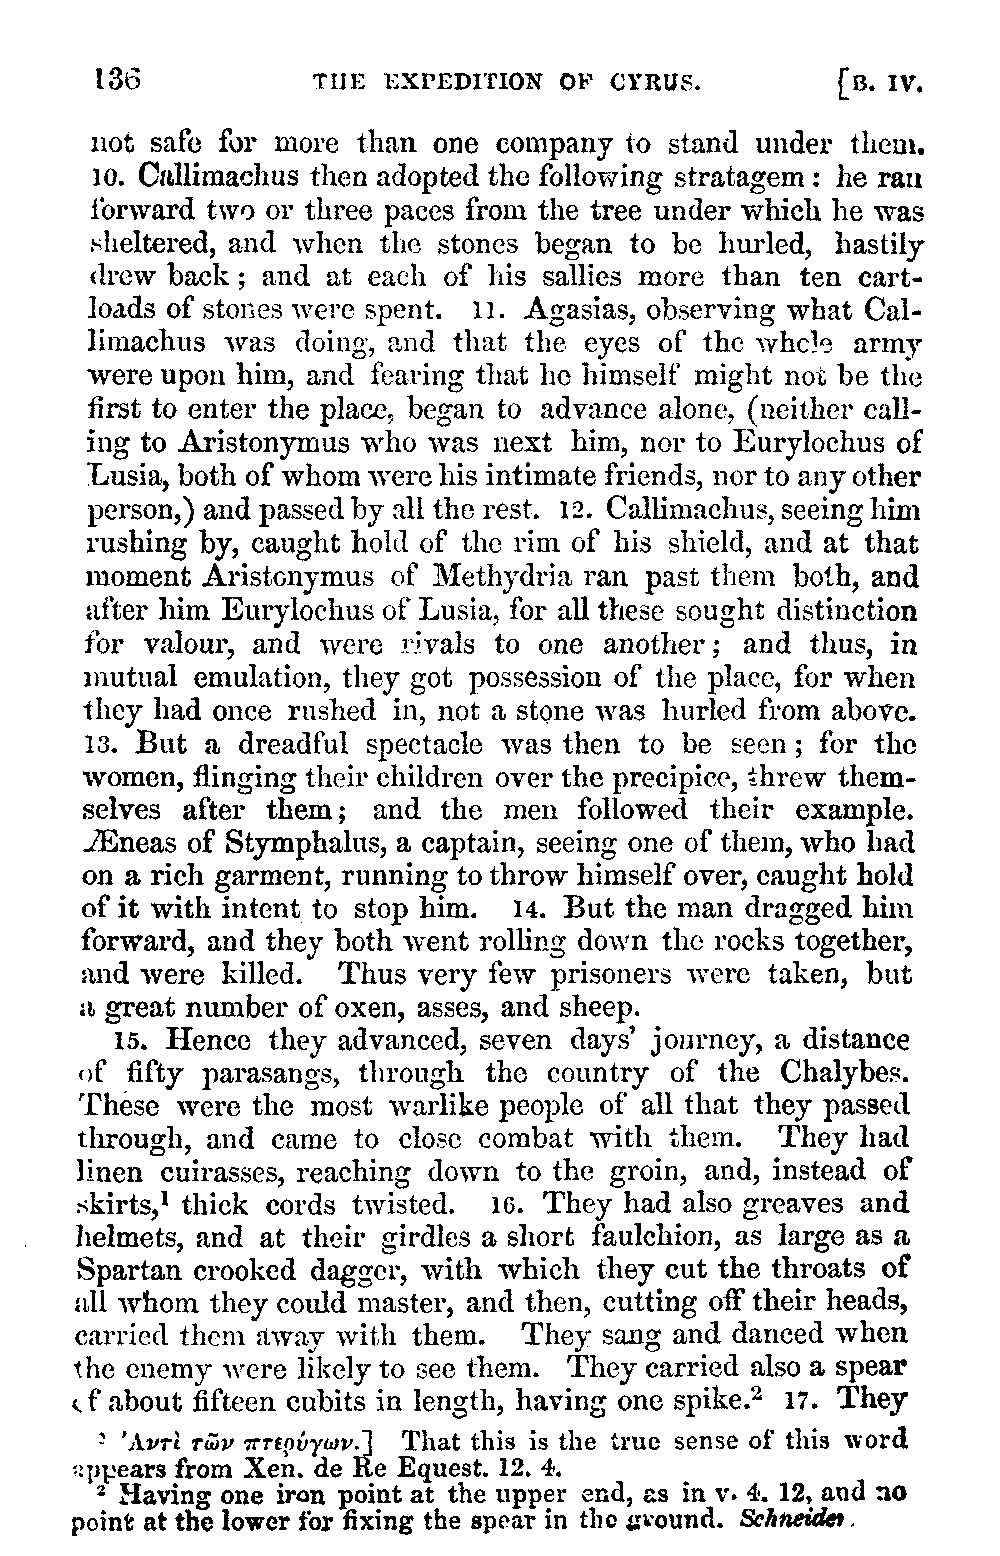 136 THE EXPEDITION OF CYRUS. [B. IV.
not safe for more than one company to stand under them.
10. Callimachus then adopted the following stratagem: he ran
forward two or three paces from the tree under which he was
sheltered, and when the stones began to be hurled, hastily
drew back; and at each of his sallies more than ten cart-
loads of stones were spent. 11. Agasias, observing what Cal-
limachus was doing, and that the eyes of the whole army
were upon him, and fearing that he himself might not be the
first to enter the place, began to advance alone, (neither call-
ing to Aristonymus who was next him, nor to Eurylochus of
Lusia, both of whom were his intimate friends, nor to any other
person,) and passed by all the rest. 12. Callimachus, seeing him
rushing by, caught hold of the rim of his shield, and at that
moment Aristonymus of Methydria ran past them both, and
after him Eurylochus of Lusia, for all these sought distinction
for valour, and were rivals to one another; and thus, in
mutual emulation, they got possession of the place, for when
they had once rushed in, not a stone was hurled from above.
13. But a dreadful spectacle was then to be seen; for the
women, flinging their children over the precipice, threw them-
selves after them; and the men followed their example.
Æneas of Stymphalus, a captain, seeing one of them, who had
on a rich garment, running to throw himself over, caught hold
of it with intent to stop him. 14. But the man dragged him
forward, and they both went rolling down the rocks together,
and were killed. Thus very few prisoners were taken, but
a great number of oxen, asses, and sheep.
15. Hence they advanced, seven days' journey, a distance
of fifty parasangs, through the country of the Chalybes.
These were the most warlike people of all that they passed
through, and came to close combat with them. They had
linen cuirasses, reaching down to the groin, and, instead of
skirts,¹ thick cords twisted. 16. They had also greaves and
helmets, and at their girdles a short faulchion, as large as a
Spartan crooked dagger, with which they cut the throats of
all whom they could master, and then, cutting off their heads,
carried them away with them. They sang and danced when
the enemy were likely to see them. They carried also a spear
of about fifteen cubits in length, having one spike.² 17. They
¹ Ἀντὶ τῶν πτερύγων.] That this is the true sense of this word
appears from Xen. de Re Equest. 12. 4.
² Having one iron point at the upper end, as in v. 4. 12, and no
point at the lower for fixing the spear in the ground. Schneider.